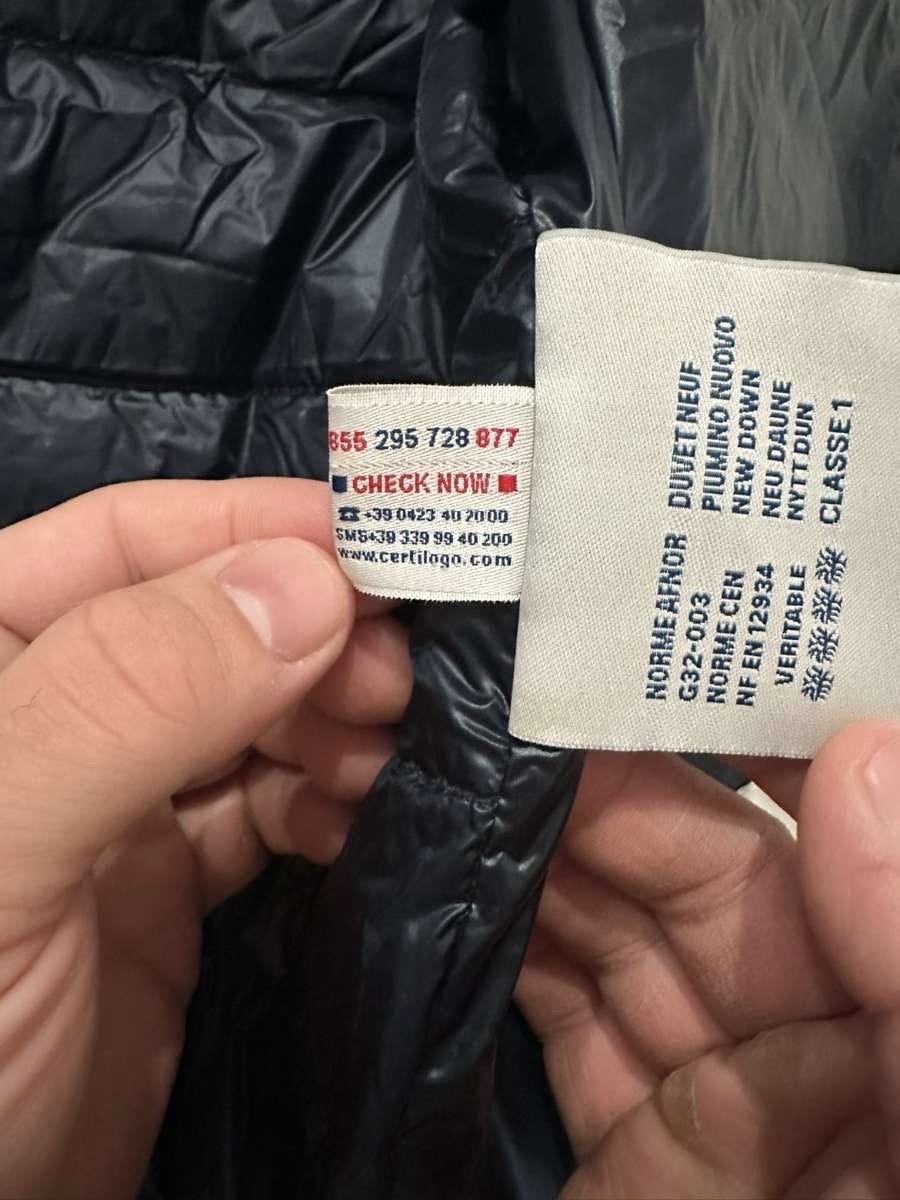 855 295 728 877
CHECK NOW
☎ +39 0423 40 20 00
SMS+39 339 99 40 200
www.certilogo.com
DUVET NEUF
PIUMINO NUOVO
NEW DOWN
NEU DAUNE
NYT DUN
CLASSE 1
NORME AFNOR
G32-003
NORME CEN
NF EN 12934
VERITABLE